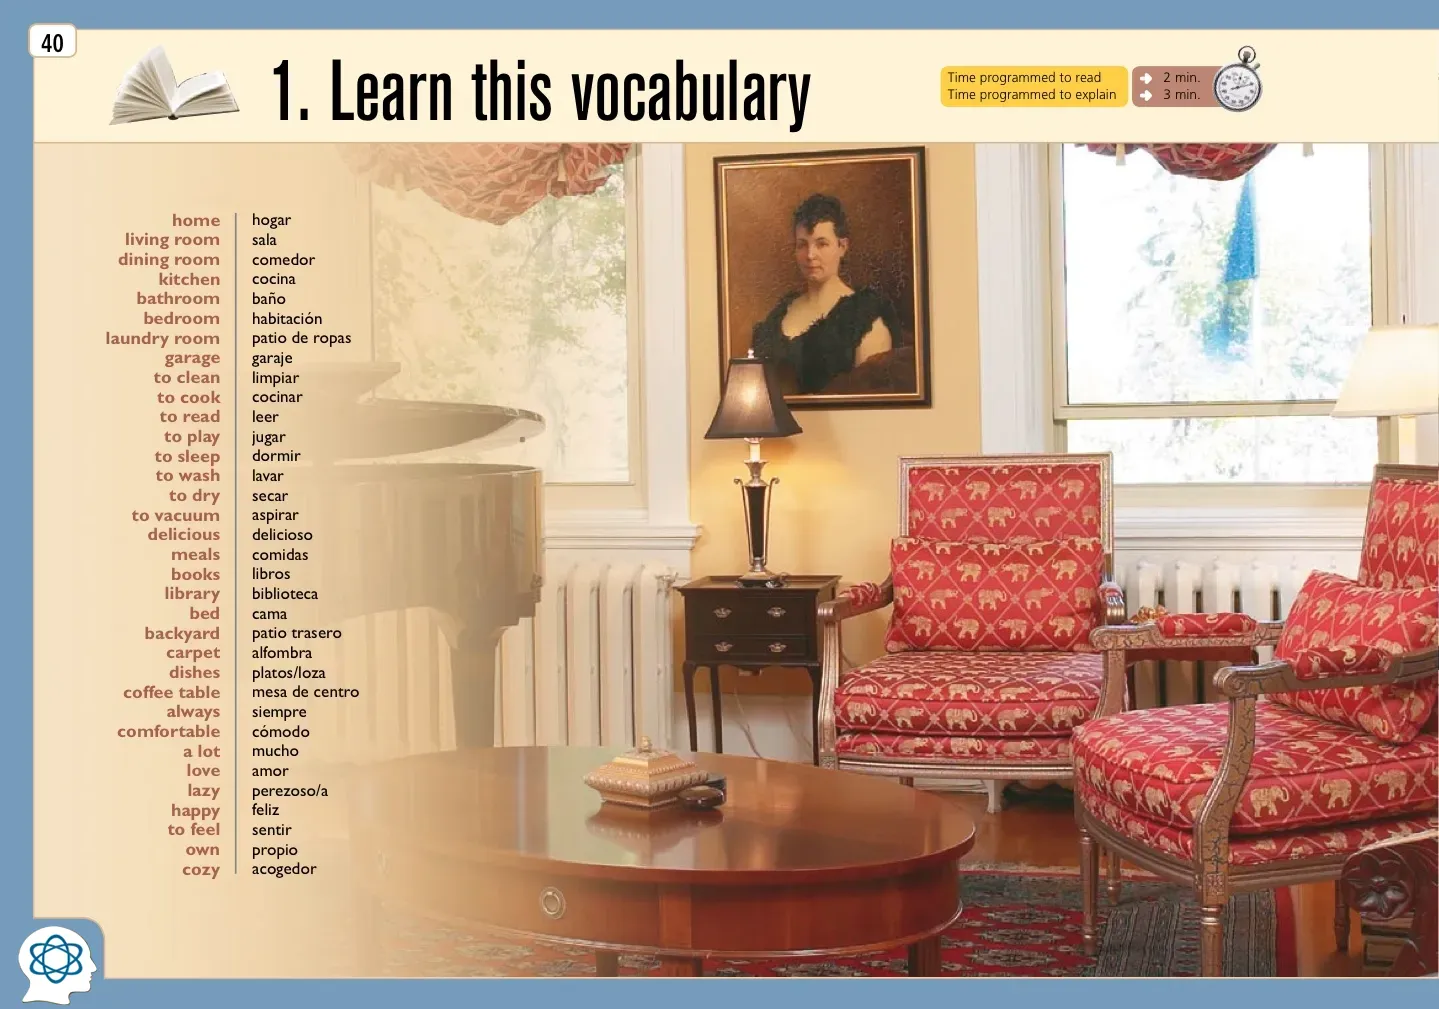 40
1. Learn this vocabulary
Time programmed to read → 2 min.
Time programmed to explain → 3 min.
home hogar
living room sala
dining room comedor
kitchen cocina
bathroom baño
bedroom habitación
laundry room patio de ropas
garage garaje
to clean limpiar
to cook cocinar
to read leer
to play jugar
to sleep dormir
to wash lavar
to dry secar
to vacuum aspirar
delicious delicioso
meals comidas
books libros
library biblioteca
bed cama
backyard patio trasero
carpet alfombra
dishes platos/loza
coffee table mesa de centro
always siempre
comfortable cómodo
a lot mucho
love amor
lazy perezoso/a
happy feliz
to feel sentir
own propio
cozy acogedor